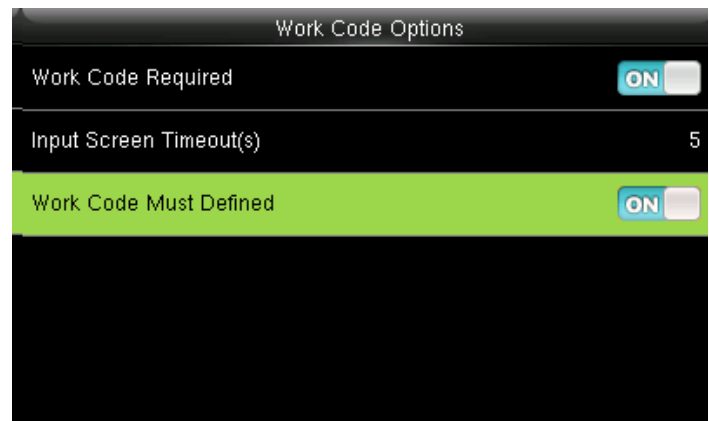 Work Code Options
Work Code Required ON
Input Screen Timeout(s) 5
Work Code Must Defined ON